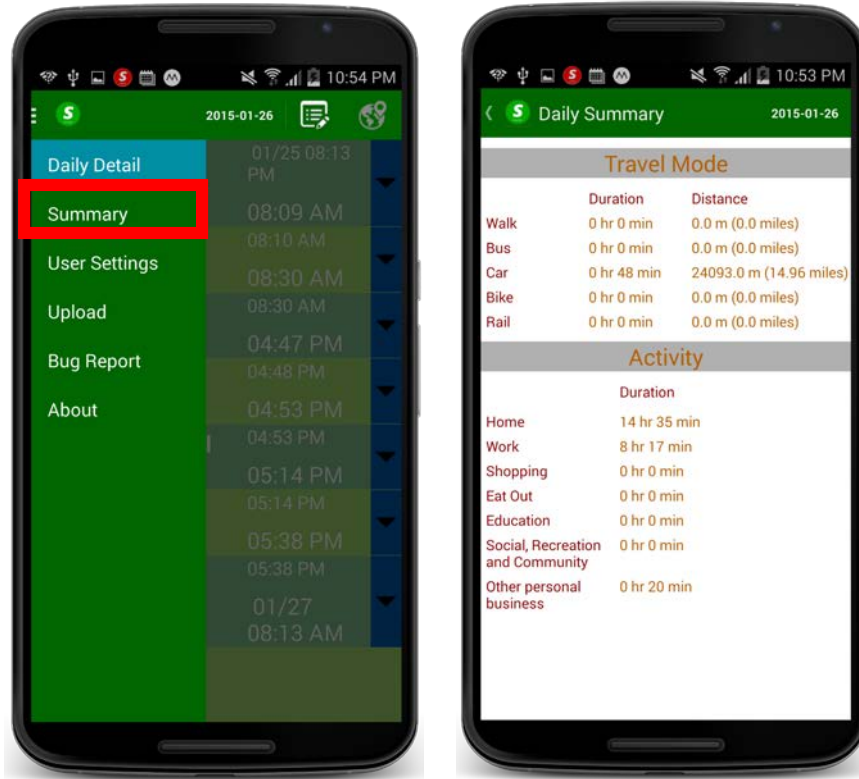 10:54 PM
S
2015-01-26
Daily Detail
Summary
User Settings
Upload
Bug Report
About
01/25 08:13
PM
08:09 AM
08:10 AM
08:30 AM
08:30 AM
04:47 PM
04:48 PM
04:53 PM
04:53 PM
05:14 PM
05:14 PM
05:38 PM
05:38 PM
01/27
08:13 AM
10:53 PM
S Daily Summary 2015-01-26
Travel Mode
Duration Distance
Walk 0 hr 0 min 0.0 m (0.0 miles)
Bus 0 hr 0 min 0.0 m (0.0 miles)
Car 0 hr 48 min 24093.0 m (14.96 miles)
Bike 0 hr 0 min 0.0 m (0.0 miles)
Rail 0 hr 0 min 0.0 m (0.0 miles)
Activity
Duration
Home 14 hr 35 min
Work 8 hr 17 min
Shopping 0 hr 0 min
Eat Out 0 hr 0 min
Education 0 hr 0 min
Social, Recreation 0 hr 0 min
and Community
Other personal 0 hr 20 min
business